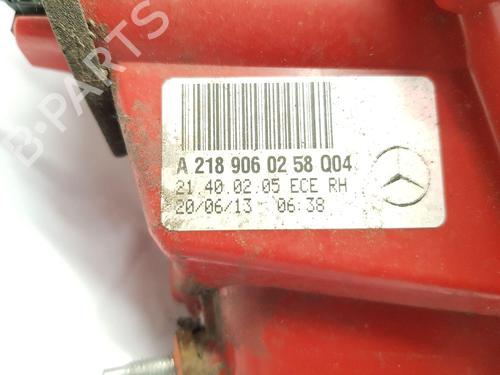 B-PARTS
A 218 906 02 58 Q04
21.40.02.05 ECE RH
20/06/13 06:38